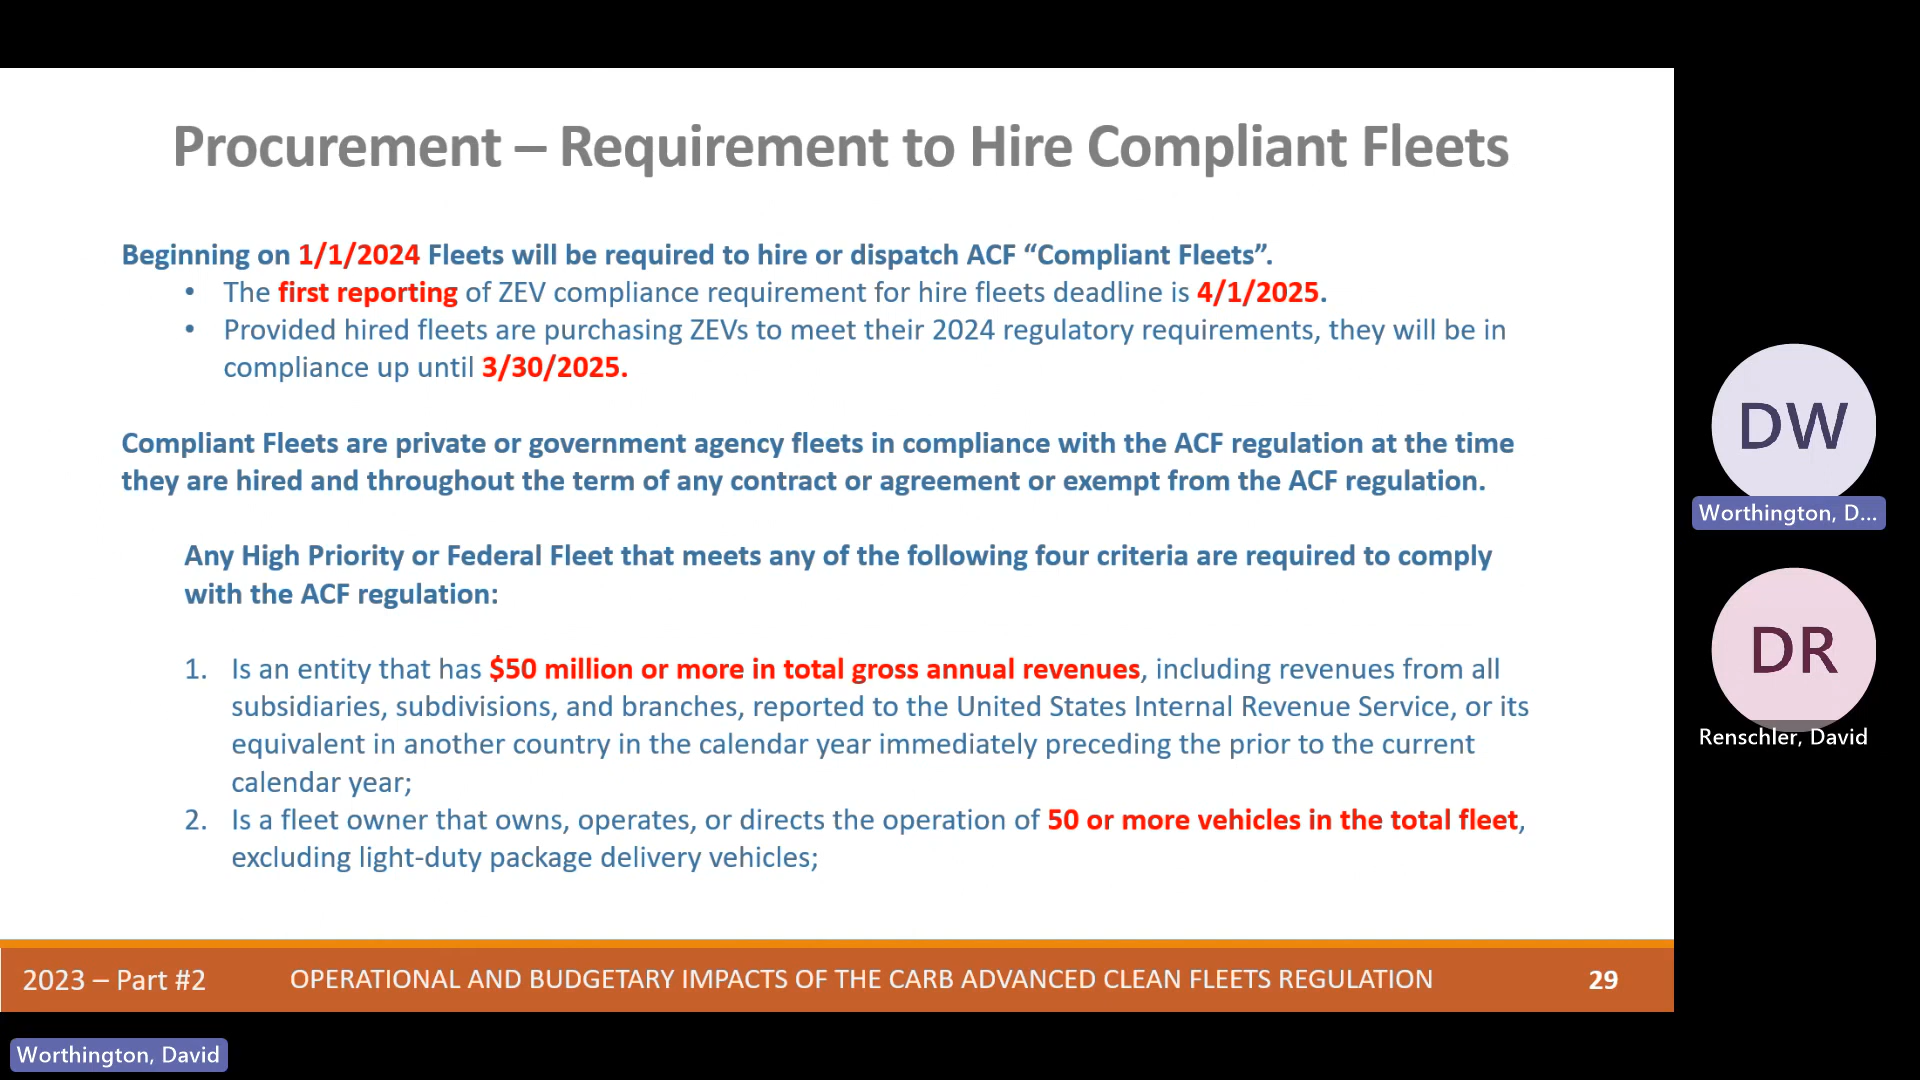 Procurement – Requirement to Hire Compliant Fleets
Beginning on 1/1/2024 Fleets will be required to hire or dispatch ACF “Compliant Fleets”.
• The first reporting of ZEV compliance requirement for hire fleets deadline is 4/1/2025.
• Provided hired fleets are purchasing ZEVs to meet their 2024 regulatory requirements, they will be in
compliance up until 3/30/2025.
Compliant Fleets are private or government agency fleets in compliance with the ACF regulation at the time
they are hired and throughout the term of any contract or agreement or exempt from the ACF regulation.
Any High Priority or Federal Fleet that meets any of the following four criteria are required to comply
with the ACF regulation:
1. Is an entity that has $50 million or more in total gross annual revenues, including revenues from all
subsidiaries, subdivisions, and branches, reported to the United States Internal Revenue Service, or its
equivalent in another country in the calendar year immediately preceding the prior to the current
calendar year;
2. Is a fleet owner that owns, operates, or directs the operation of 50 or more vehicles in the total fleet,
excluding light-duty package delivery vehicles;
2023 – Part #2
OPERATIONAL AND BUDGETARY IMPACTS OF THE CARB ADVANCED CLEAN FLEETS REGULATION
29
DW
Worthington, D...
DR
Renschler, David
Worthington, David